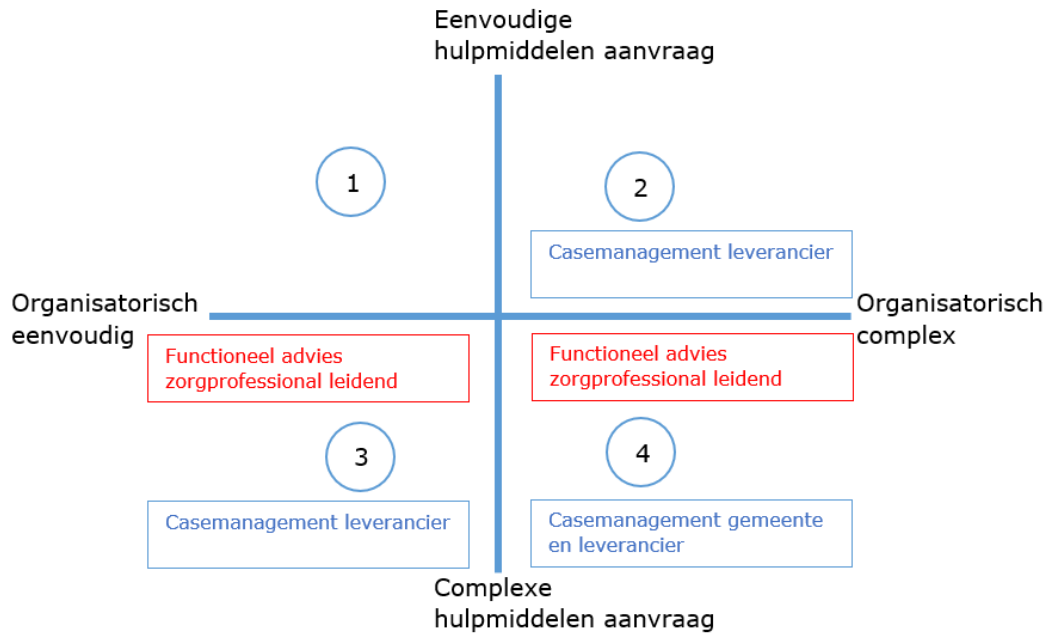 Eenvoudige
hulpmiddelen aanvraag
1
2
Casemanagement leverancier
Organisatorisch
eenvoudig
Organisatorisch
complex
Functioneel advies
zorgprofessional leidend
Functioneel advies
zorgprofessional leidend
3
4
Casemanagement leverancier
Casemanagement gemeente
en leverancier
Complexe
hulpmiddelen aanvraag